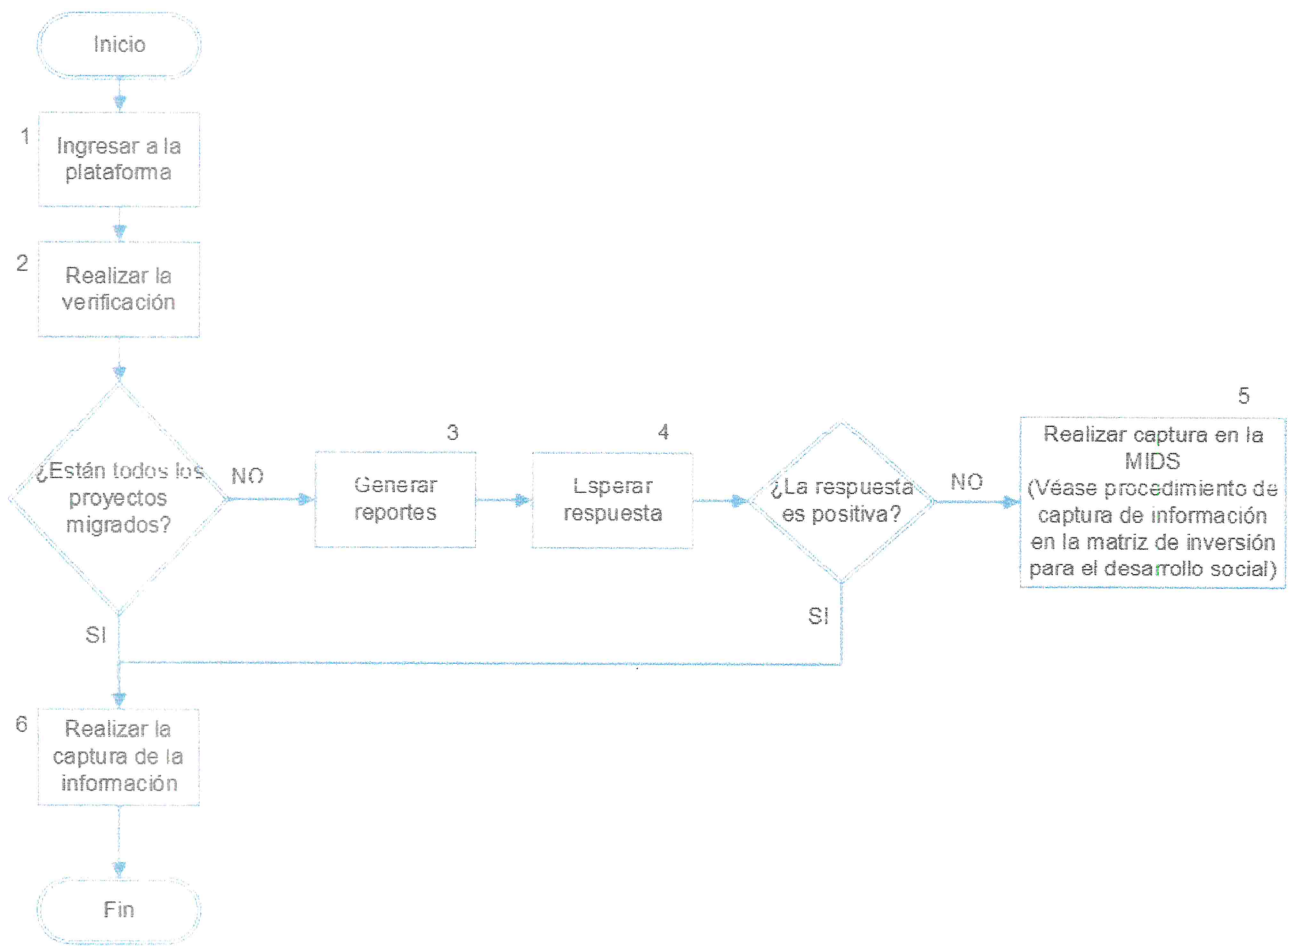 Inicio
1
Ingresar a la
plataforma
2
Realizar la
verificación
¿Están todos los
proyectos
migrados?
NO
3
Generar
reportes
4
Esperar
respuesta
¿La respuesta
es positiva?
NO
5
Realizar captura en la
MIDS
(Véase procedimiento de
captura de información
en la matriz de inversión
para el desarrollo social)
SI
SI
6
Realizar la
captura de la
información
Fin